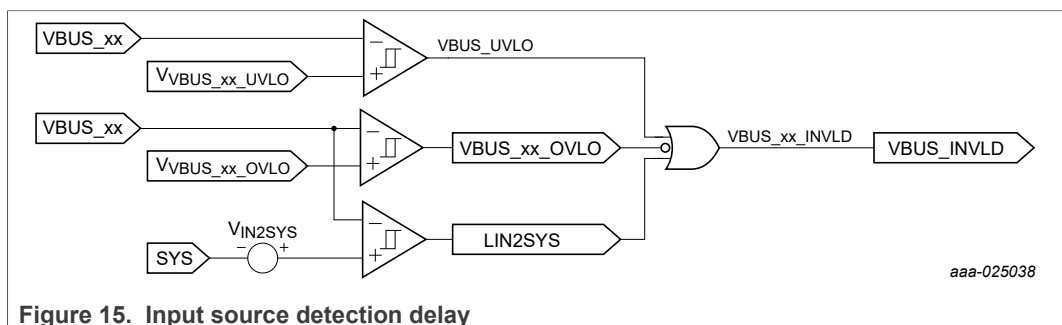 VBUS_xx
VBUS_UVLO
VVBUS_xx_UVLO
VBUS_xx
VBUS_xx_OVLO
VBUS_xx_INVLD
VBUS_INVLD
VVBUS_xx_OVLO
VIN2SYS
LIN2SYS
SYS
aaa-025038
Figure 15. Input source detection delay